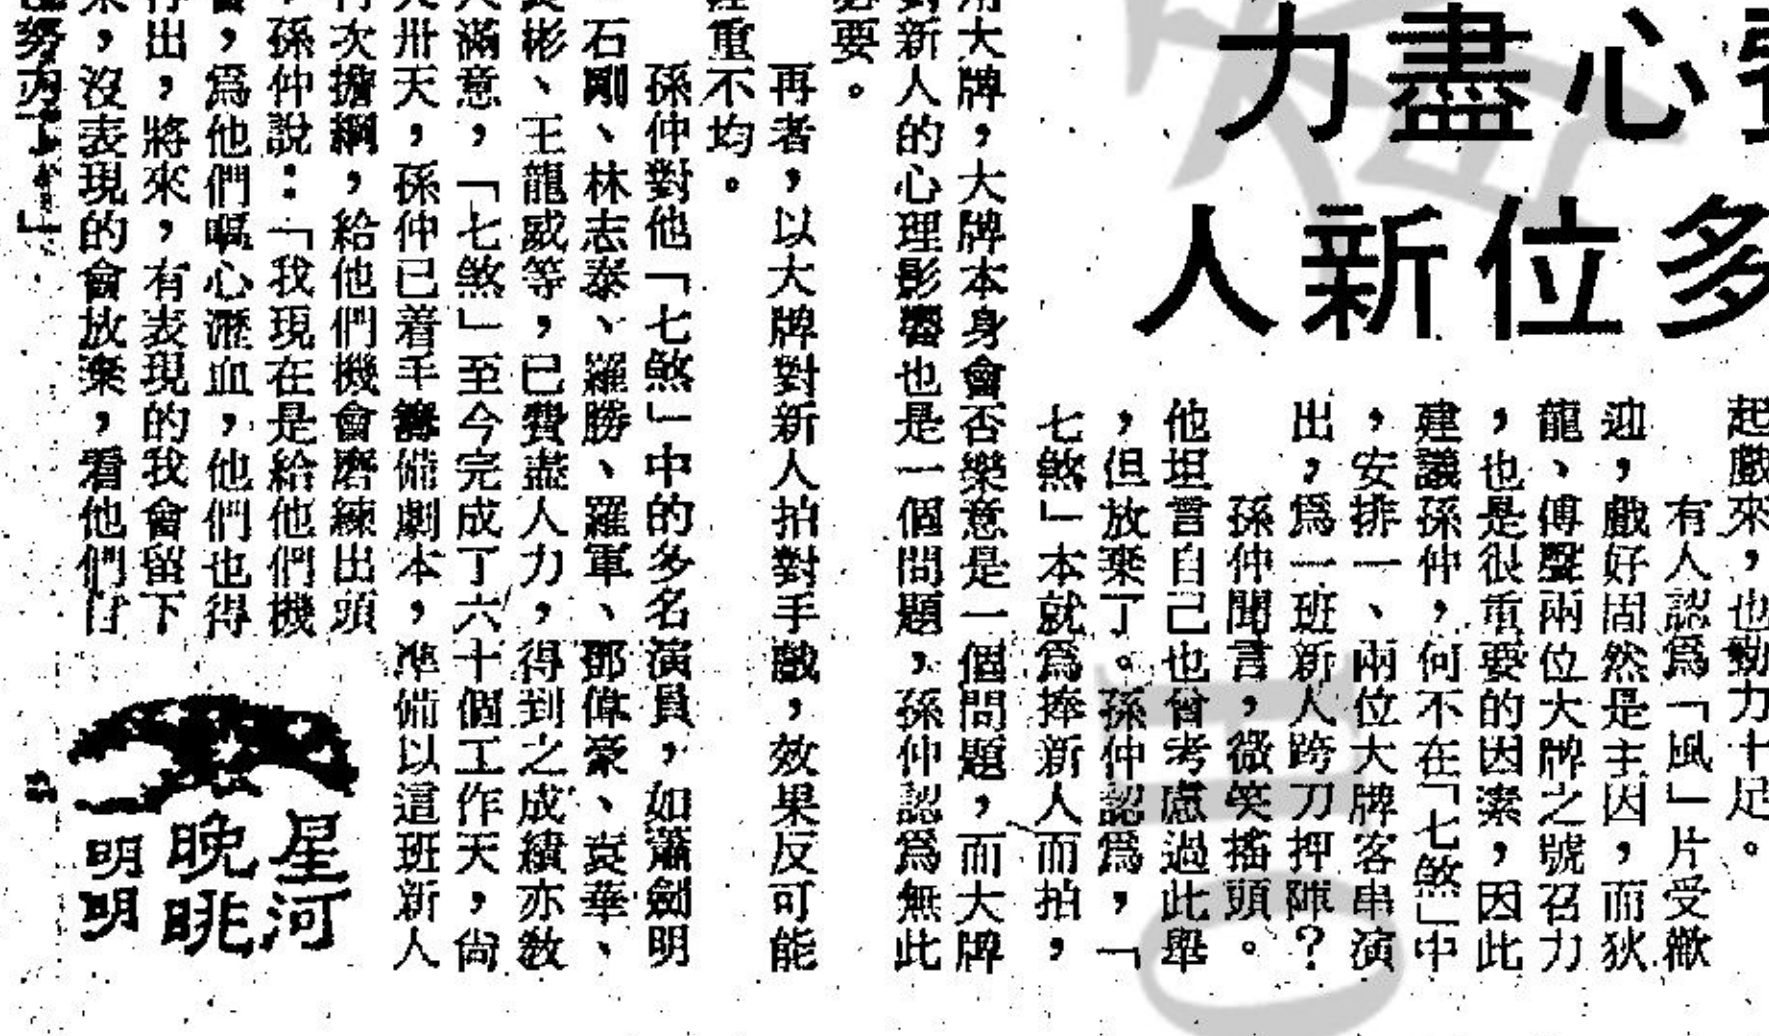 心盡力
多位新人
起戲來，也勁力十足。
有人認爲「風」片受歡
迎，戲好固然是主因，而狄
龍、傅聲兩位大牌之號召力
，也是很重要的因素，因此
建議孫仲，何不在「七煞」中
，安排一、兩位大牌客串演
出，爲一班新人跨刀押陣？
孫仲聞言，微笑搖頭。
他坦言自己也曾考慮過此舉
，但放棄了。孫仲認爲，「
七煞」本就爲捧新人而拍，
用大牌，大牌本身會否樂意是一個問題，而大牌
對新人的心理影響也是一個問題，孫仲認爲無此
必要。
再者，以大牌對新人拍對手戲，效果反可能
重不均。
孫仲對他「七煞」中的多名演員，如蕭劍明
、石剛、林志泰、羅勝、羅軍、鄧偉豪、袁華、
彬、王龍威等，已費盡人力，得到之成績亦教
人滿意，「七煞」至今完成了六十個工作天，尙
卅天，孫仲已着手籌備劇本，準備以這班新人
次擔綱，給他們機會磨練出頭
孫仲說：「我現在是給他們機
，爲他們嘔心瀝血，他們也得
出，將來，有表現的我會留下
來，沒表現的會放棄，看他們自
努力了！」
星河
晚眺
明明